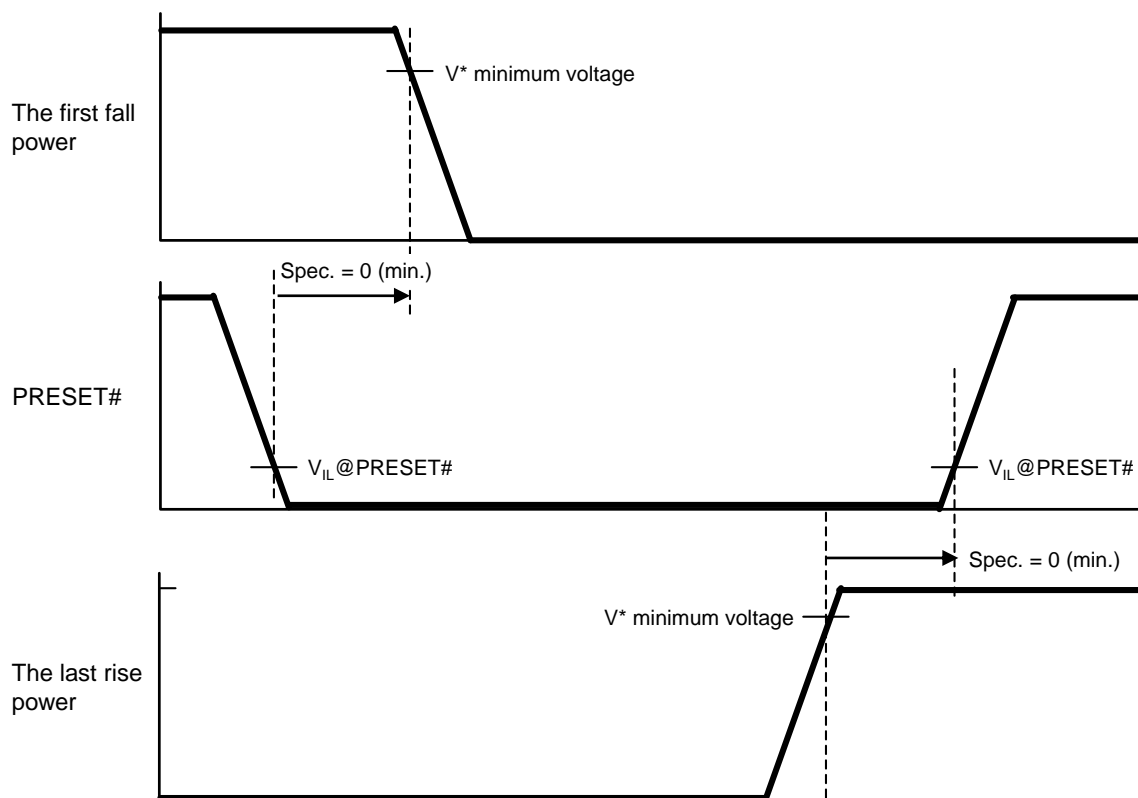 V* minimum voltage
The first fall
power
Spec. = 0 (min.)
PRESET#
V_IL@PRESET#
V_IL@PRESET#
Spec. = 0 (min.)
V* minimum voltage
The last rise
power